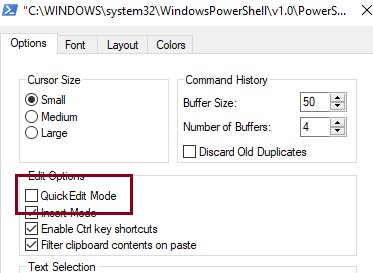 "C:\WINDOWS\system32\WindowsPowerShell\v1.0\PowerS...
Options Font Layout Colors
Cursor Size
Small
Medium
Large
Command History
Buffer Size: 50
Number of Buffers: 4
Discard Old Duplicates
Edit Options
QuickEdit Mode
Insert Mode
Enable Ctrl key shortcuts
Filter clipboard contents on paste
Text Selection